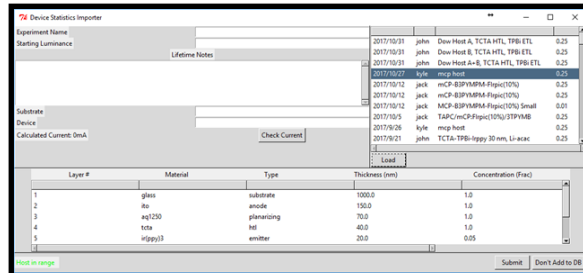 Device Statistics Importer
Experiment Name
Starting Luminance
Lifetime Notes
Substrate
Device
Calculated Current: 0mA
Check Current
2017/10/31 john Dow Host A, TCTA HTL, TPBi ETL 0.25
2017/10/31 john Dow Host B, TCTA HTL, TPBi ETL 0.25
2017/10/31 john Dow Host A+B, TCTA HTL, TPBi ETL 0.25
2017/10/27 kyle mcp host 0.25
2017/10/12 jack mCP-B3PYMPM-FIrpic(10%) 0.25
2017/10/12 jack mCP-B3PYMPM-FIrpic(10%) 0.25
2017/10/12 jack MCP-B3PYMPM-FIrpic(10%) Small 0.01
2017/10/5 jack TAPC/mCP:FIrpic(10%)/3TPYMB 0.25
2017/9/26 kyle mcp host 0.25
2017/9/21 john TCTA-TPBi-Irppy 30 nm, Li-acac 0.25
Load
Layer # Material Type Thickness (nm) Concentration (Frac)
1 glass substrate 1000.0 1.0
2 ito anode 150.0 1.0
3 aq1250 planarizing 70.0 1.0
4 tcta htl 40.0 1.0
5 ir(ppy)3 emitter 20.0 0.05
Host in range
Submit Don't Add to DB